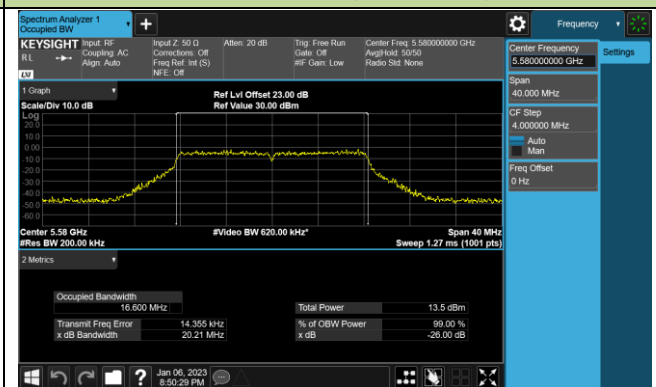 Spectrum Analyzer 1
Occupied BW
+
Frequency
KEYSIGHT
RL
Input: RF
Coupling: AC
Align: Auto
Input Z: 50 Ω
Corrections: Off
Freq Ref: Int (S)
NFE: Off
Atten: 20 dB
Trig: Free Run
Gate: Off
#IF Gain: Low
Center Freq: 5.580000000 GHz
Avg|Hold: 50/50
Radio Std: None
LXI
Center Frequency
5.580000000 GHz
Settings
Span
40.000 MHz
CF Step
4.000000 MHz
Auto
Man
Freq Offset
0 Hz
1 Graph
Scale/Div 10.0 dB
Ref Lvl Offset 23.00 dB
Ref Value 30.00 dBm
Log
20.0
10.0
0.00
-10.0
-20.0
-30.0
-40.0
-50.0
-60.0
Center 5.58 GHz
#Video BW 620.00 kHz*
Span 40 MHz
#Res BW 200.00 kHz
Sweep 1.27 ms (1001 pts)
2 Metrics
Occupied Bandwidth
16.600 MHz
Total Power 13.5 dBm
Transmit Freq Error 14.355 kHz
% of OBW Power 99.00 %
x dB Bandwidth 20.21 MHz
x dB -26.00 dB
?
Jan 06, 2023
8:50:29 PM